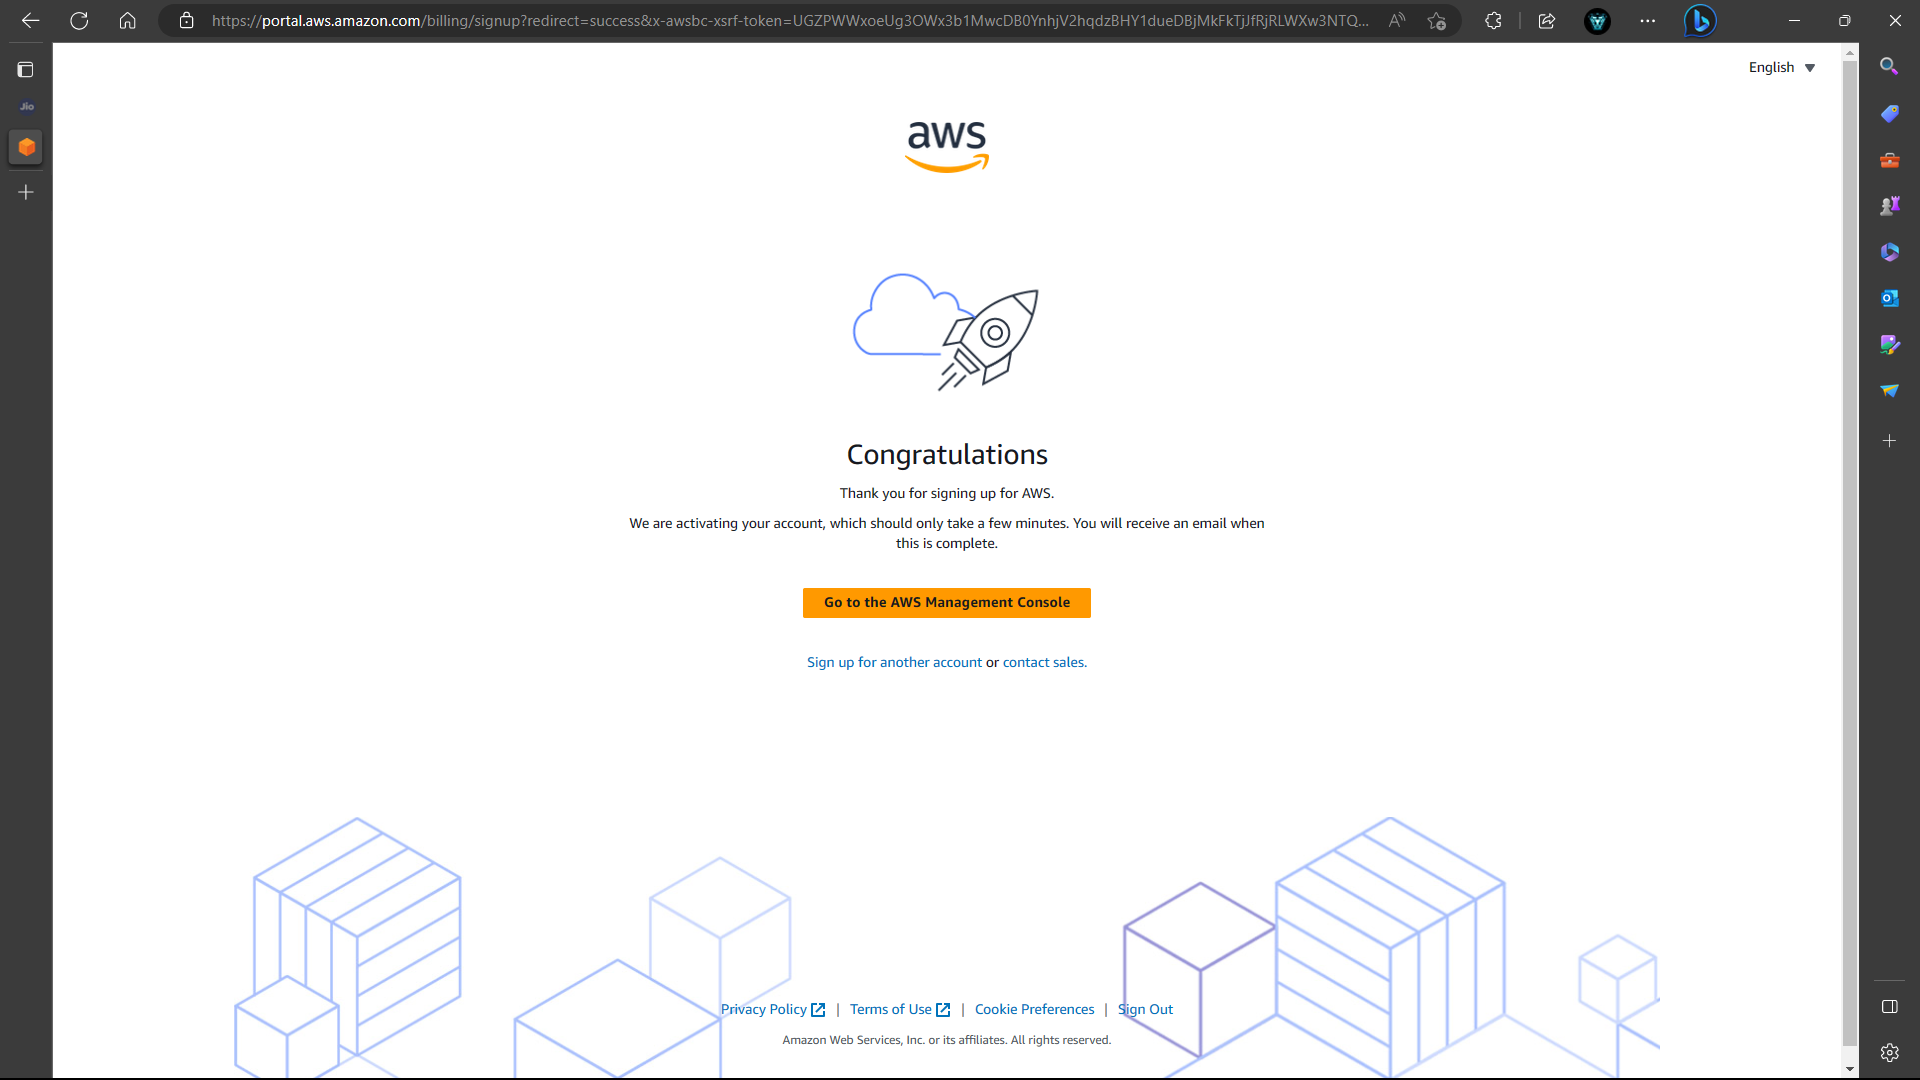 https://portal.aws.amazon.com/billing/signup?redirect=success&x-awsbc-xsrf-token=UGZPWWxoeUg3OWx3b1MwcDB0YnhjV2hqdzBHY1dueDBjMkFkTjJfRjRLWXw3NTQ...
Jio
English
aws
Congratulations
Thank you for signing up for AWS.
We are activating your account, which should only take a few minutes. You will receive an email when
this is complete.
Go to the AWS Management Console
Sign up for another account or contact sales.
Privacy Policy | Terms of Use | Cookie Preferences | Sign Out
Amazon Web Services, Inc. or its affiliates. All rights reserved.